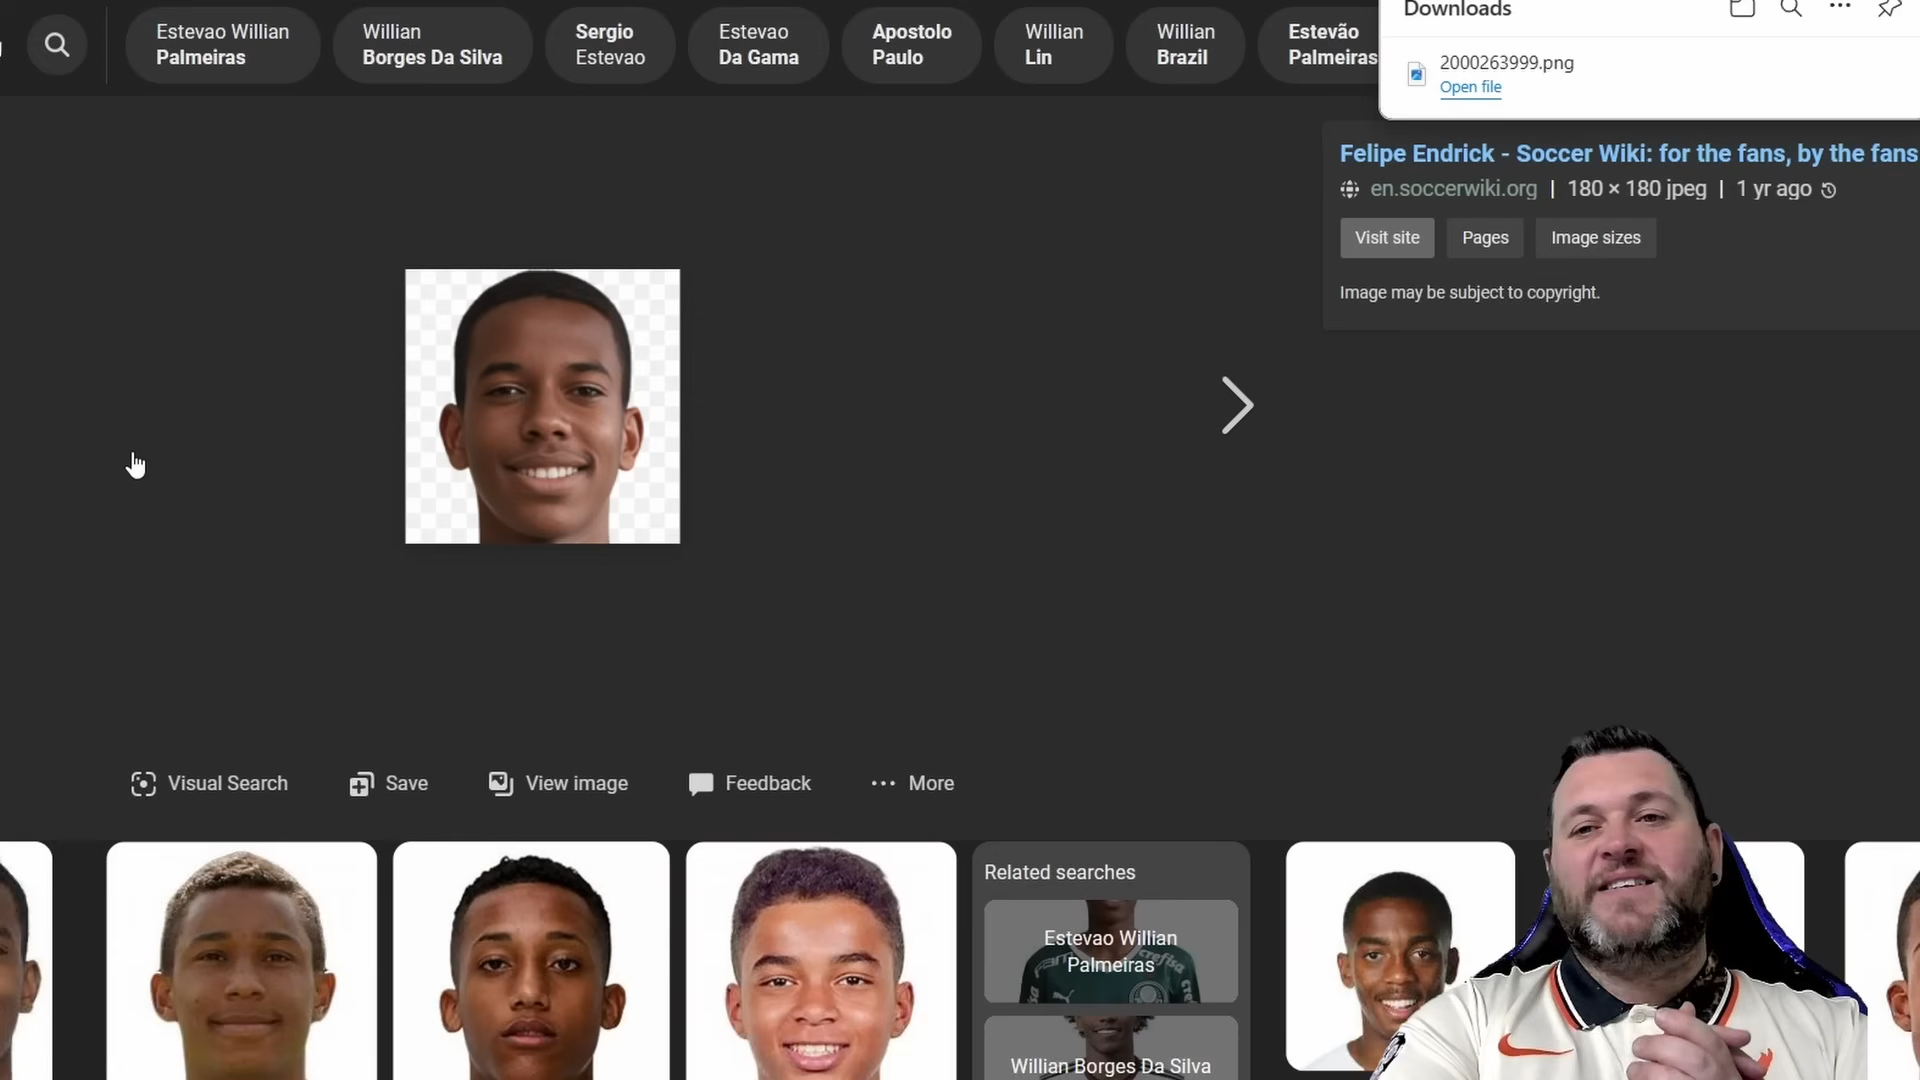 Estevao Willian
Palmeiras
Willian
Borges Da Silva
Sergio
Estevao
Estevao
Da Gama
Apostolo
Paulo
Willian
Lin
Willian
Brazil
Estevão
Palmeiras
Downloads
2000263999.png
Open file
Felipe Endrick - Soccer Wiki: for the fans, by the fans
en.soccerwiki.org | 180 × 180 jpeg | 1 yr ago
Visit site
Pages
Image sizes
Image may be subject to copyright.
Visual Search
Save
View image
Feedback
More
Related searches
Estevao Willian
Palmeiras
crefisa
Willian Borges Da Silva